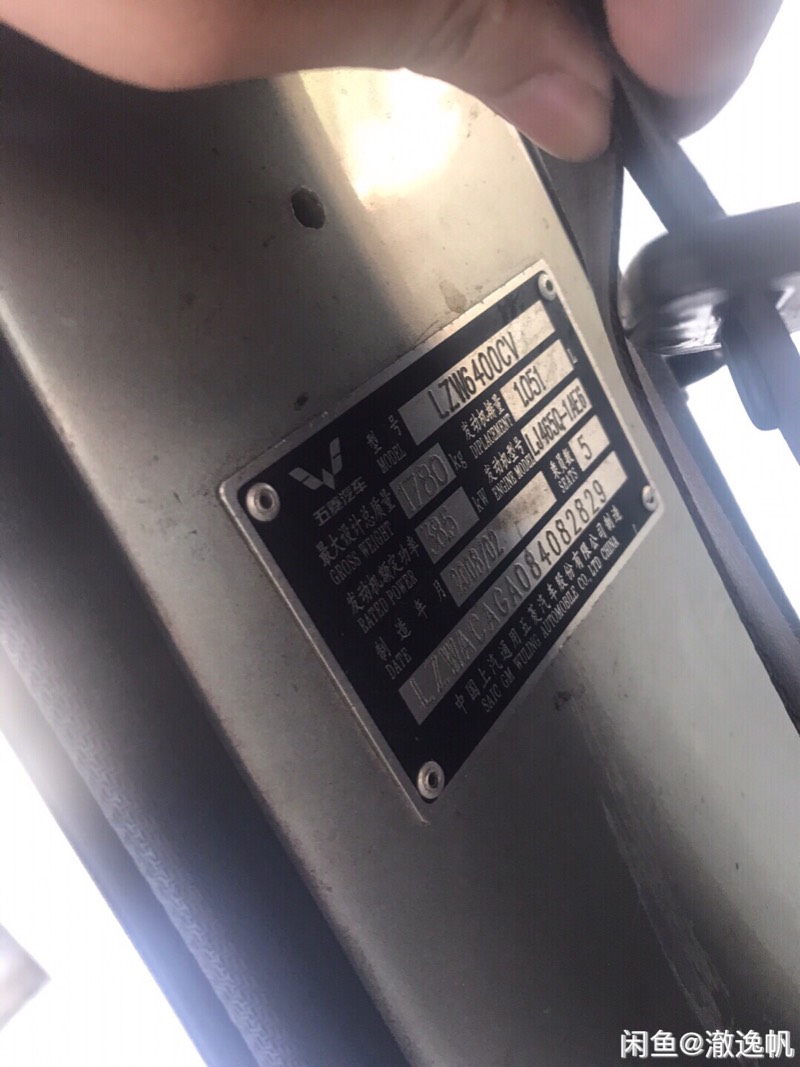 五菱汽车
型号 LZW6400CV
MODEL
最大设计总质量 1780 kg 发动机排量 1.051 L
GROSS WEIGHT DIPLACEMENT
发动机额定功率 kW 发动机型号 LJ465Q-1AE6
RATED POWER ENGINE MODEL
制造年月 2008/02 乘员数 5
DATE SEATS
LZWACAGA084082829
中国上汽通用五菱汽车股份有限公司制造
SAIC GM WULING AUTOMOBILE CO., LTD CHINA
闲鱼@澈逸帆